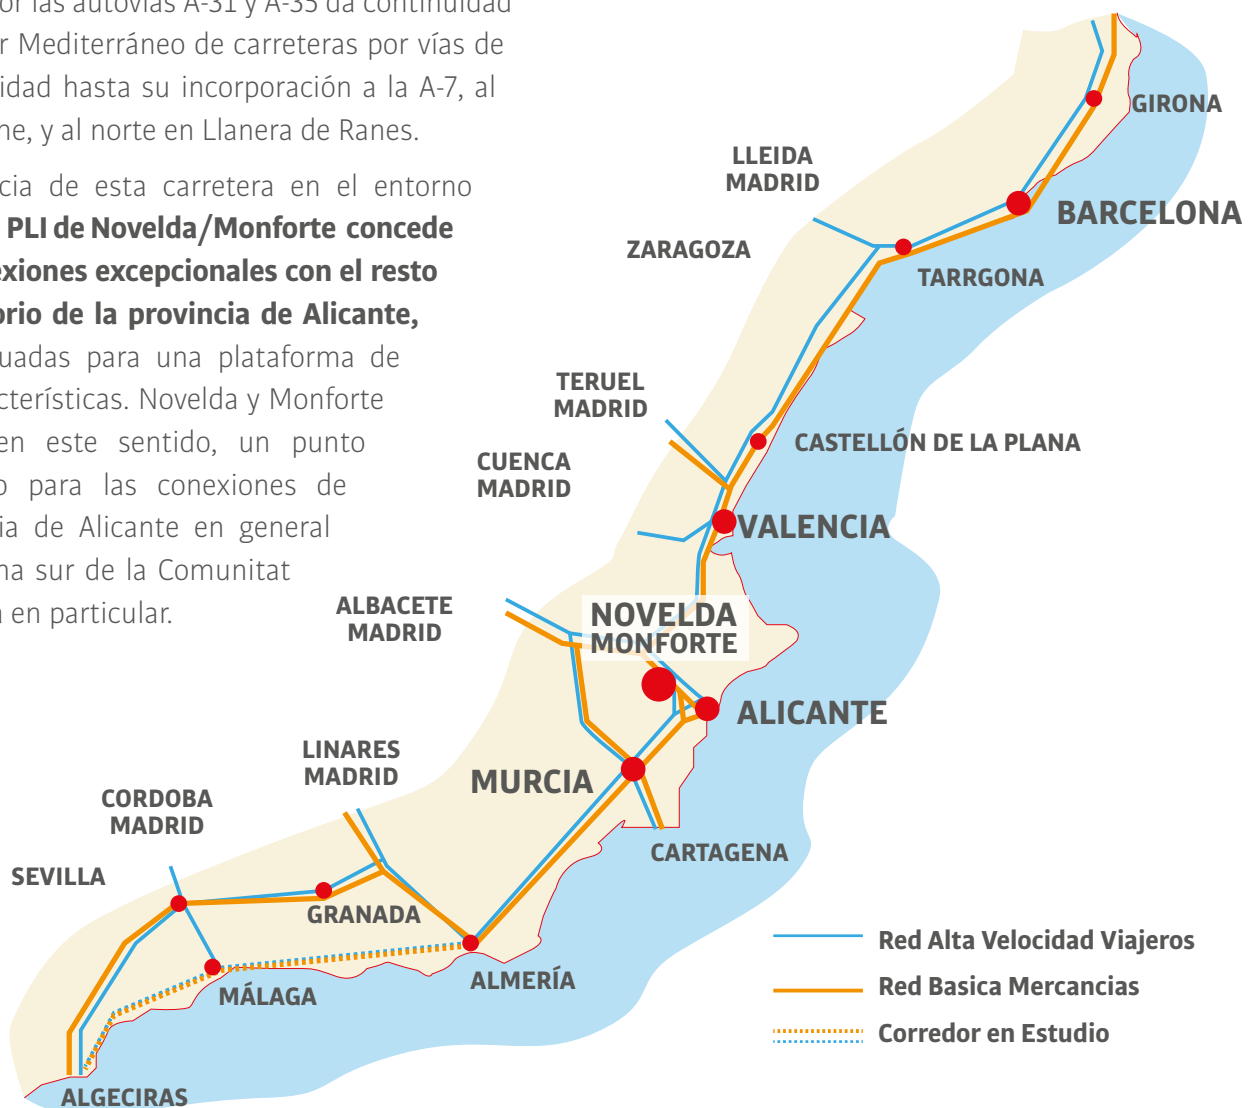 or las autovías A-31 y A-35 da continuidad
r Mediterráneo de carreteras por vías de
idad hasta su incorporación a la A-7, al
ne, y al norte en Llanera de Ranes.
cia de esta carretera en el entorno
PLI de Novelda/Monforte concede
exiones excepcionales con el resto
orio de la provincia de Alicante,
uadas para una plataforma de
cterísticas. Novelda y Monforte
en este sentido, un punto
o para las conexiones de
ia de Alicante en general
na sur de la Comunitat
a en particular.
GIRONA
LLEIDA
MADRID
BARCELONA
ZARAGOZA
TARRGONA
TERUEL
MADRID
CASTELLÓN DE LA PLANA
CUENCA
MADRID
VALENCIA
ALBACETE
MADRID
NOVELDA
MONFORTE
ALICANTE
LINARES
MADRID
MURCIA
CORDOBA
MADRID
CARTAGENA
SEVILLA
GRANADA
ALMERÍA
MÁLAGA
ALGECIRAS
Red Alta Velocidad Viajeros
Red Basica Mercancias
Corredor en Estudio